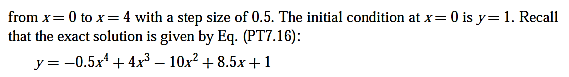 from x = 0 to x = 4 with a step size of 0.5. The initial condition at x = 0 is y = 1. Recall
that the exact solution is given by Eq. (PT7.16):
y = −0.5x⁴ + 4x³ − 10x² + 8.5x + 1